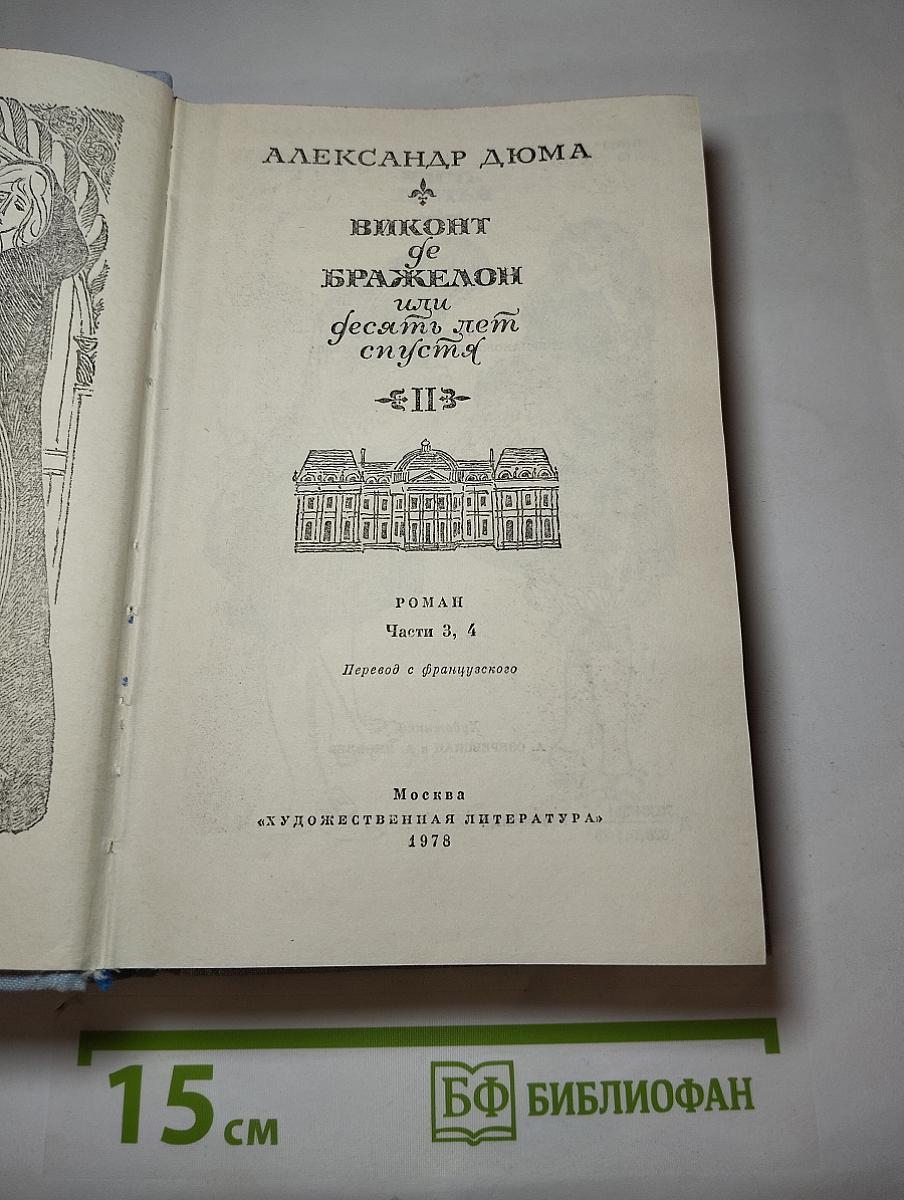 АЛЕКСАНДР ДЮМА
ВИКОНТ
де
БРАЖЕЛОН
или
десять лет
спустя
II
РОМАН
Части 3, 4
Перевод с французского
Москва
«ХУДОЖЕСТВЕННАЯ ЛИТЕРАТУРА»
1978
15 см
БФ БИБЛИОФАН